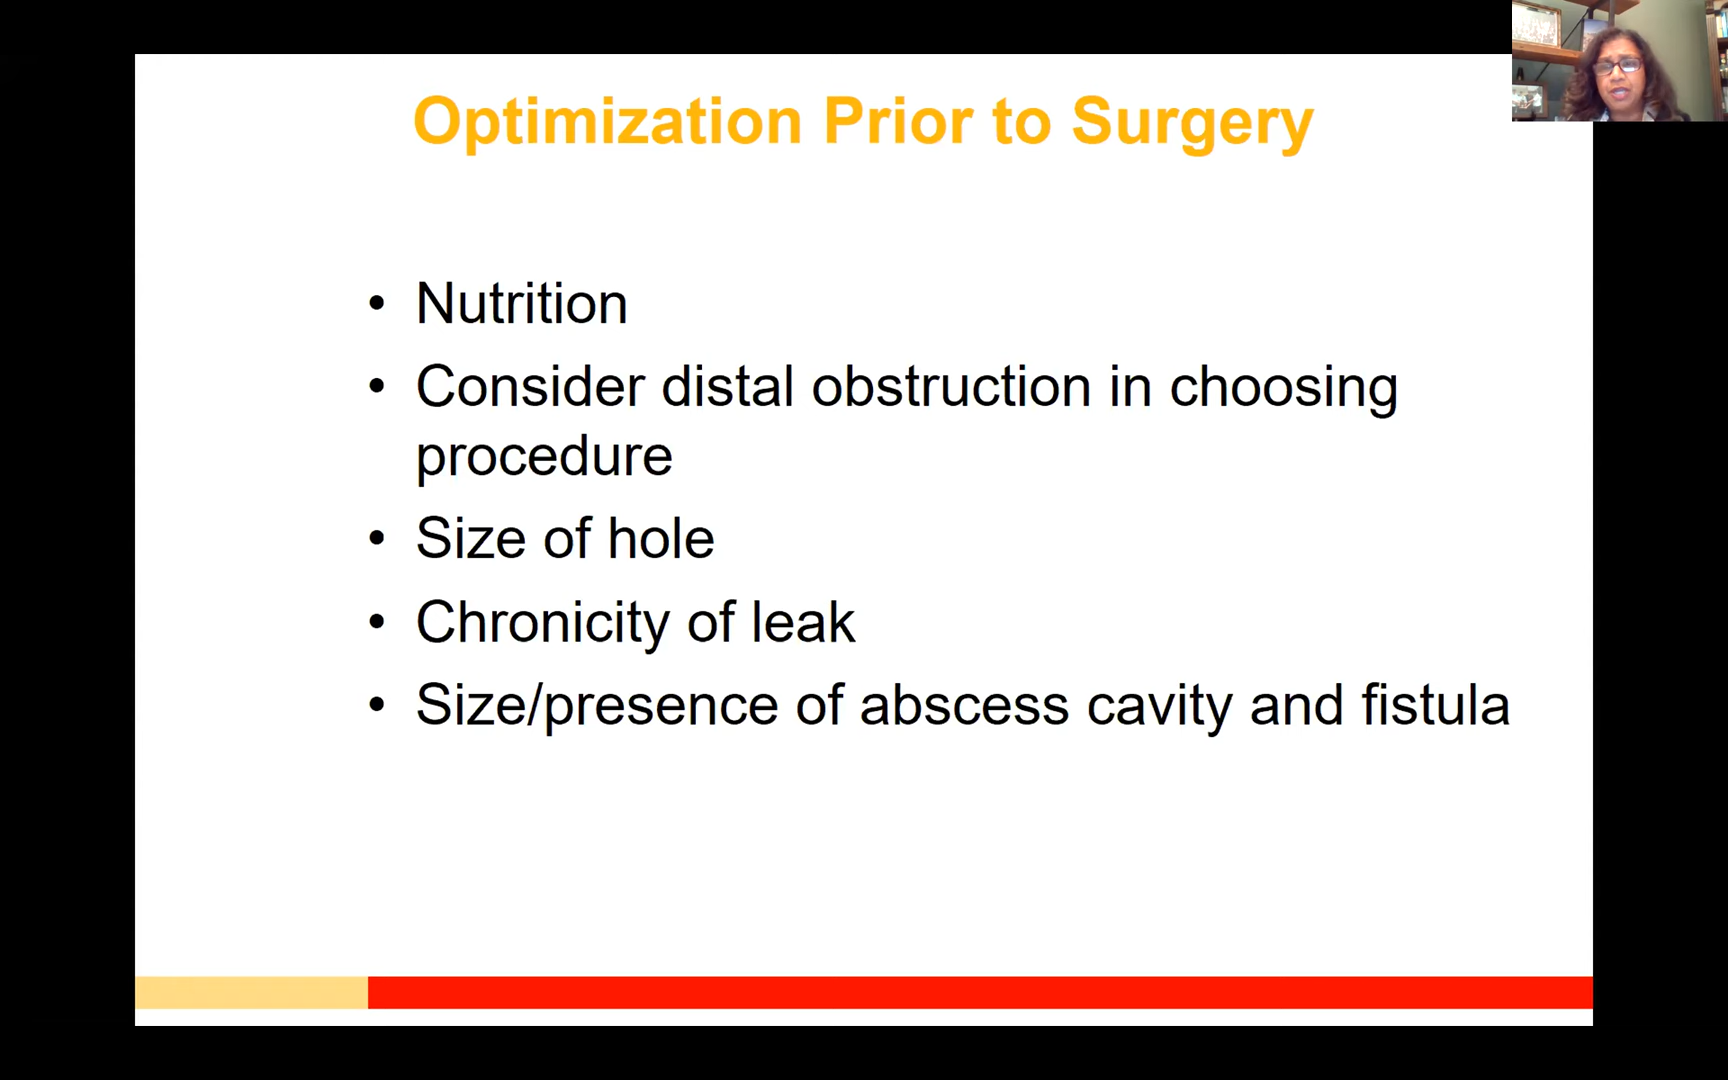 Optimization Prior to Surgery
• Nutrition
• Consider distal obstruction in choosing
procedure
• Size of hole
• Chronicity of leak
• Size/presence of abscess cavity and fistula